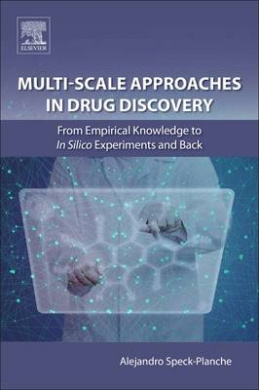 ELSEVIER
MULTI-SCALE APPROACHES
IN DRUG DISCOVERY
From Empirical Knowledge to
In Silico Experiments and Back
Alejandro Speck-Planche